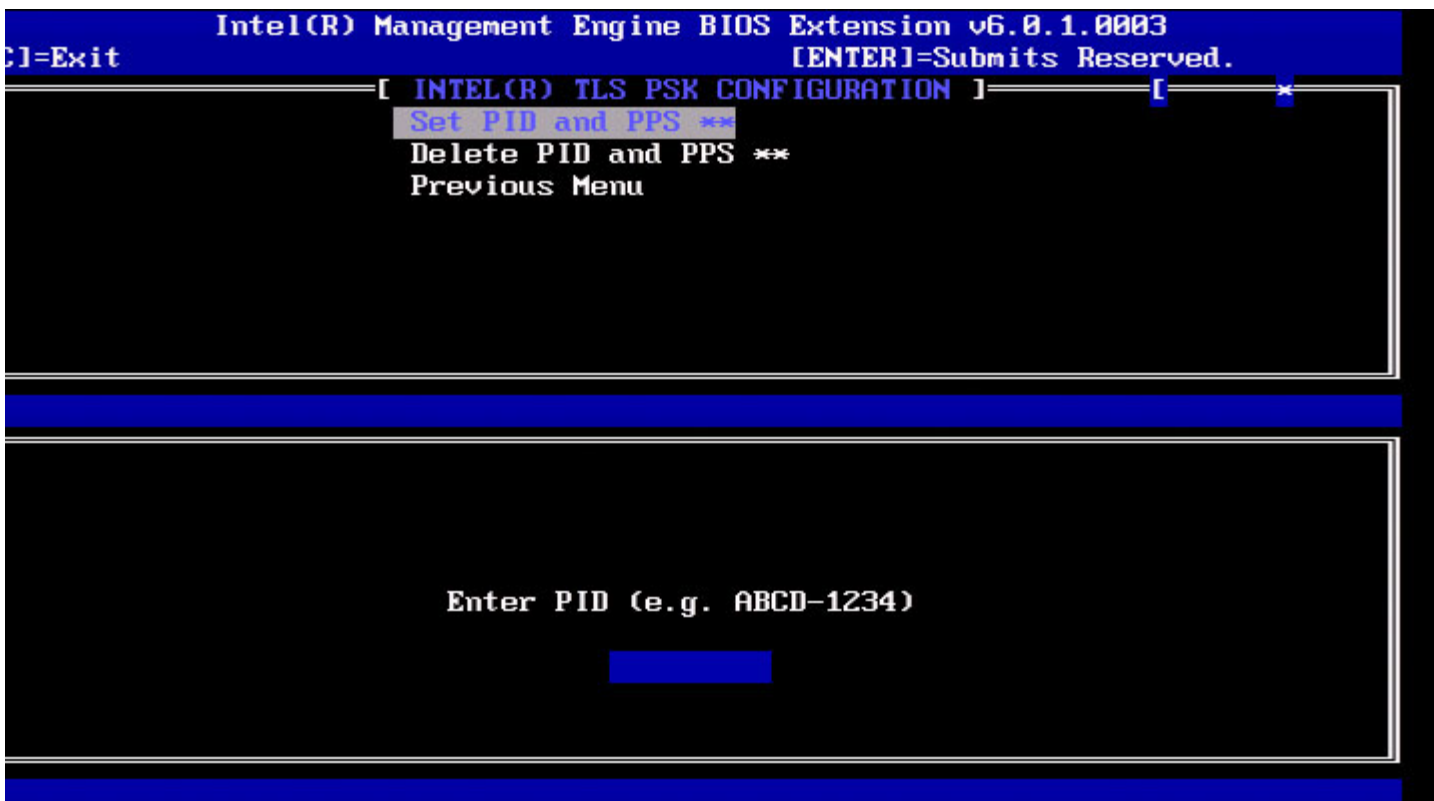 Intel(R) Management Engine BIOS Extension v6.0.1.0003
C]=Exit [ENTER]=Submits Reserved.
[ INTEL(R) TLS PSK CONFIGURATION ] [ *
Set PID and PPS **
Delete PID and PPS **
Previous Menu
Enter PID (e.g. ABCD-1234)